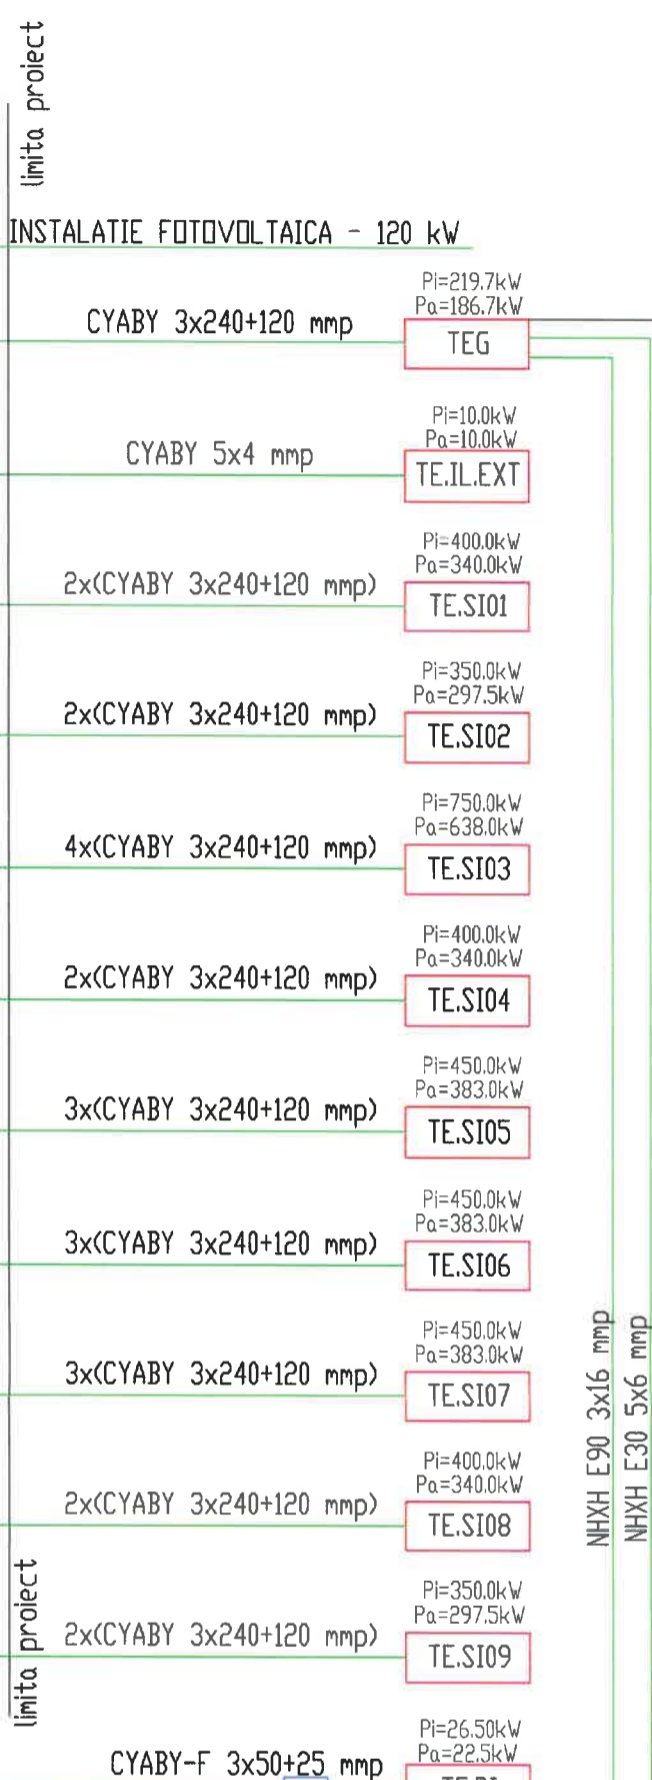 limita proiect
INSTALATIE FOTOVOLTAICA - 120 kW
Pi=219.7kW
Pa=186.7kW
CYABY 3x240+120 mmp
TEG
Pi=10.0kW
Pa=10.0kW
CYABY 5x4 mmp
TE.IL.EXT
Pi=400.0kW
Pa=340.0kW
2x(CYABY 3x240+120 mmp)
TE.SI01
Pi=350.0kW
Pa=297.5kW
2x(CYABY 3x240+120 mmp)
TE.SI02
Pi=750.0kW
Pa=638.0kW
4x(CYABY 3x240+120 mmp)
TE.SI03
Pi=400.0kW
Pa=340.0kW
2x(CYABY 3x240+120 mmp)
TE.SI04
Pi=450.0kW
Pa=383.0kW
3x(CYABY 3x240+120 mmp)
TE.SI05
Pi=450.0kW
Pa=383.0kW
3x(CYABY 3x240+120 mmp)
TE.SI06
Pi=450.0kW
Pa=383.0kW
3x(CYABY 3x240+120 mmp)
TE.SI07
Pi=400.0kW
Pa=340.0kW
2x(CYABY 3x240+120 mmp)
TE.SI08
Pi=350.0kW
Pa=297.5kW
2x(CYABY 3x240+120 mmp)
TE.SI09
limita proiect
NHXH E90 3x16 mmp
NHXH E30 5x6 mmp
Pi=26.50kW
Pa=22.5kW
CYABY-F 3x50+25 mmp